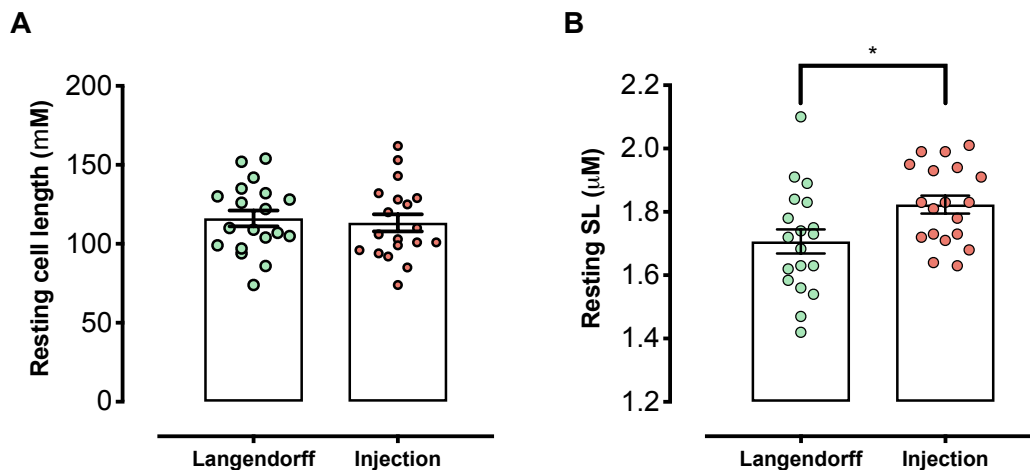 A
Resting cell length (mM)
200
150
100
50
0
Langendorff
Injection
B
*
Resting SL (μM)
2.2
2.0
1.8
1.6
1.4
1.2
Langendorff
Injection